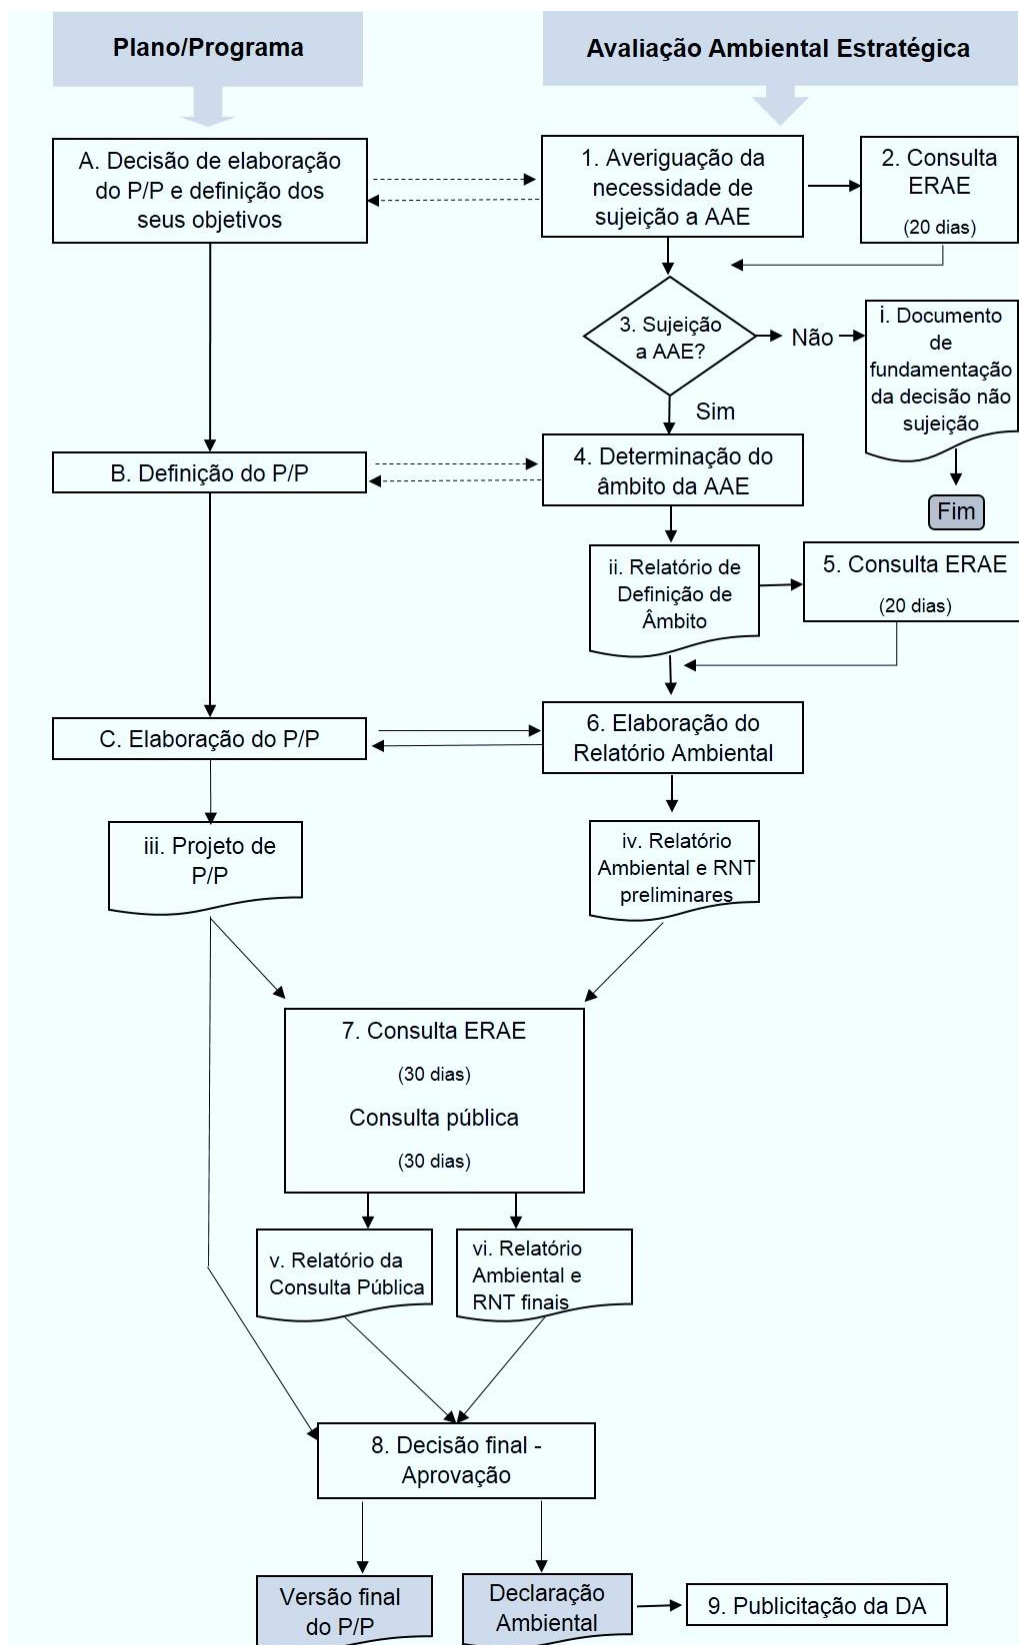 Plano/Programa
Avaliação Ambiental Estratégica
A. Decisão de elaboração
do P/P e definição dos
seus objetivos
1. Averiguação da
necessidade de
sujeição a AAE
2. Consulta
ERAE
(20 dias)
3. Sujeição
a AAE?
Não
i. Documento
de
fundamentação
da decisão não
sujeição
Sim
Fim
B. Definição do P/P
4. Determinação do
âmbito da AAE
ii. Relatório de
Definição de
Âmbito
5. Consulta ERAE
(20 dias)
C. Elaboração do P/P
6. Elaboração do
Relatório Ambiental
iii. Projeto de
P/P
iv. Relatório
Ambiental e RNT
preliminares
7. Consulta ERAE
(30 dias)
Consulta pública
(30 dias)
v. Relatório da
Consulta Pública
vi. Relatório
Ambiental e
RNT finais
8. Decisão final -
Aprovação
Versão final
do P/P
Declaração
Ambiental
9. Publicitação da DA